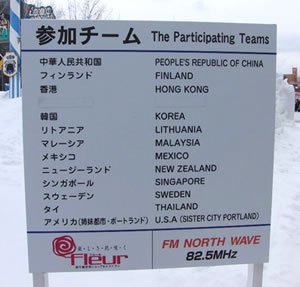 参加チーム The Participating Teams
中華人民共和国 PEOPLE'S REPUBLIC OF CHINA
フィンランド FINLAND
香港 HONG KONG
韓国 KOREA
リトアニア LITHUANIA
マレーシア MALAYSIA
メキシコ MEXICO
ニュージーランド NEW ZEALAND
シンガポール SINGAPORE
スウェーデン SWEDEN
タイ THAILAND
アメリカ(姉妹都市・ポートランド) U.S.A (SISTER CITY PORTLAND)
fleur
FM NORTH WAVE
82.5MHz